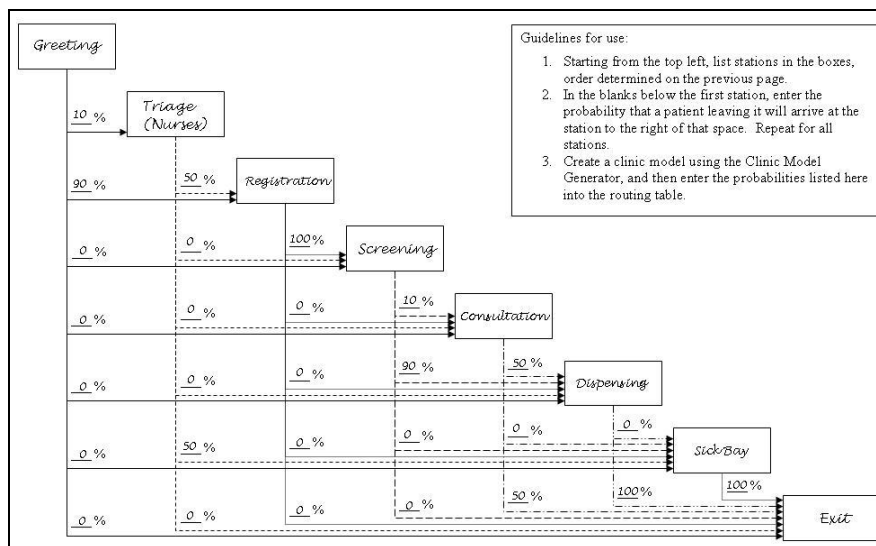 Greeting
Guidelines for use:
1. Starting from the top left, list stations in the boxes,
order determined on the previous page.
2. In the blanks below the first station, enter the
probability that a patient leaving it will arrive at the
station to the right of that space. Repeat for all
stations.
3. Create a clinic model using the Clinic Model
Generator, and then enter the probabilities listed here
into the routing table.
10 %
Triage
(Nurses)
90 % 50 %
Registration
0 % 0 % 100 %
Screening
0 % 0 % 0 % 10 %
Consultation
0 % 0 % 0 % 90 % 50 %
Dispensing
0 % 50 % 0 % 0 % 0 % 0 %
Sick Bay
0 % 0 % 0 % 0 % 50 % 100 % 100 %
Exit